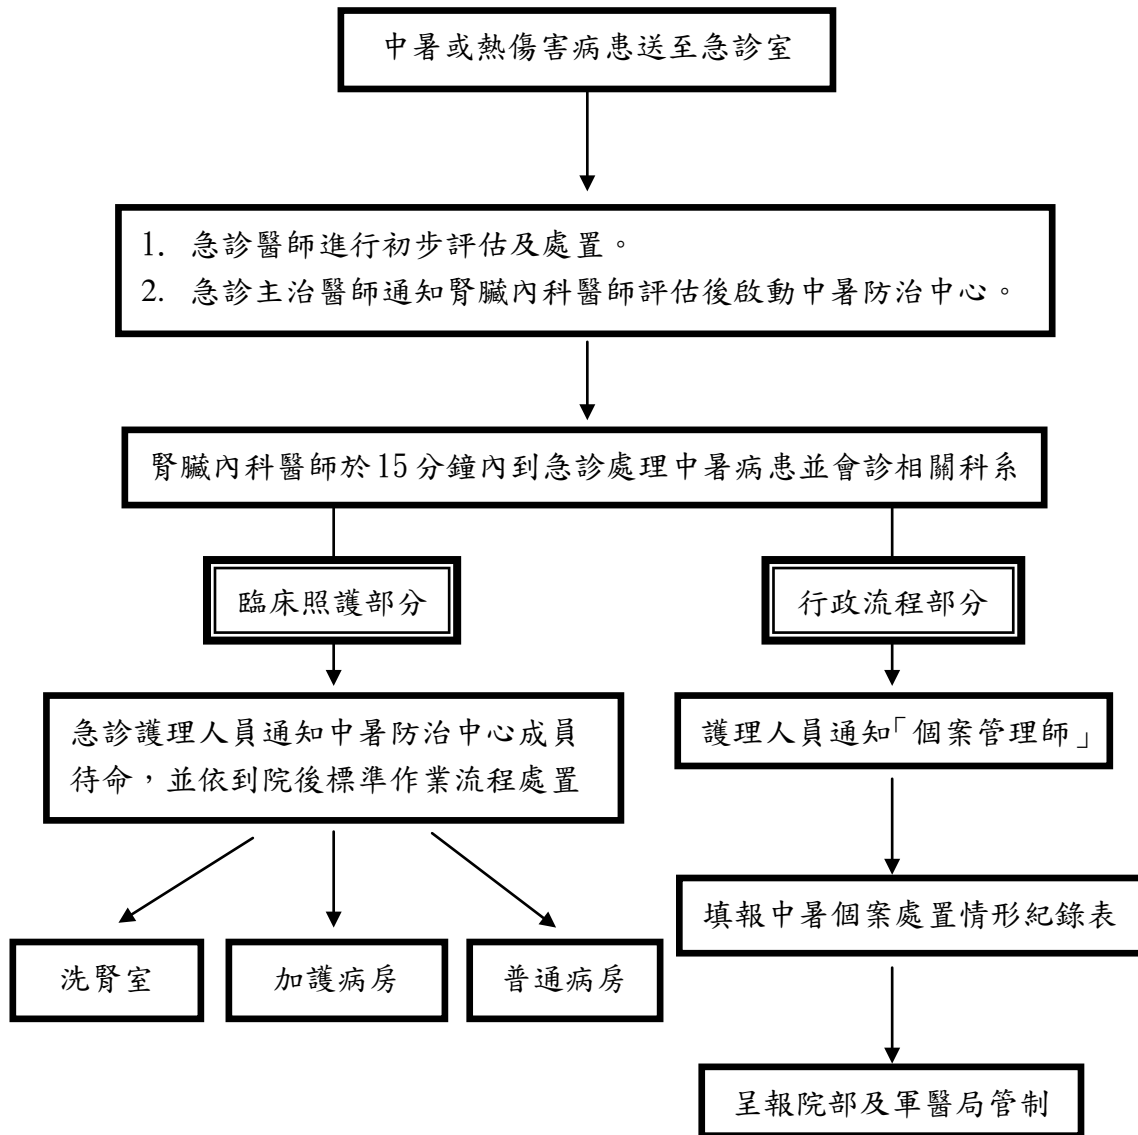 中暑或熱傷害病患送至急診室
1. 急診醫師進行初步評估及處置。
2. 急診主治醫師通知腎臟內科醫師評估後啟動中暑防治中心。
腎臟內科醫師於15分鐘內到急診處理中暑病患並會診相關科系
臨床照護部分
行政流程部分
急診護理人員通知中暑防治中心成員
待命，並依到院後標準作業流程處置
護理人員通知「個案管理師」
填報中暑個案處置情形紀錄表
洗腎室
加護病房
普通病房
呈報院部及軍醫局管制